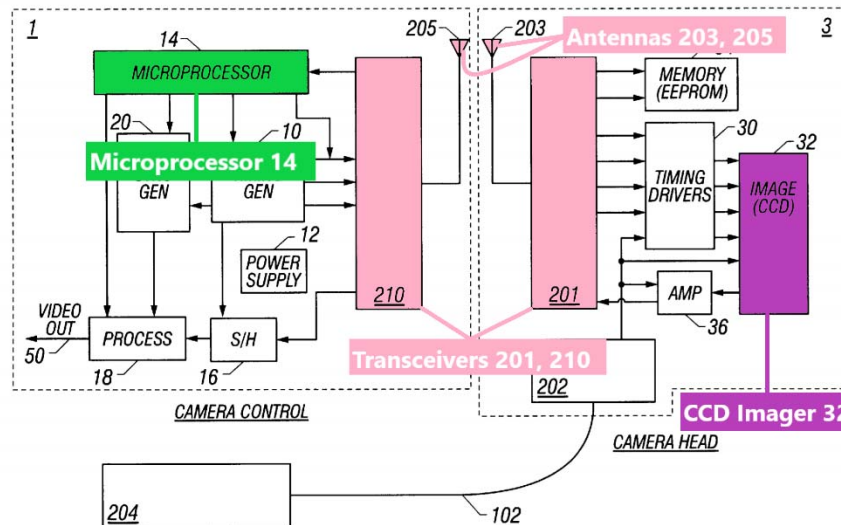 1
14
MICROPROCESSOR
205
203
Antennas 203, 205
3
MEMORY
(EEPROM)
20
10
Microprocessor 14
GEN
GEN
30
TIMING
DRIVERS
32
IMAGE
(CCD)
12
POWER
SUPPLY
210
201
AMP
36
VIDEO
OUT
50
PROCESS
18
S/H
16
Transceivers 201, 210
202
CAMERA CONTROL
CCD Imager 32
CAMERA HEAD
204
102